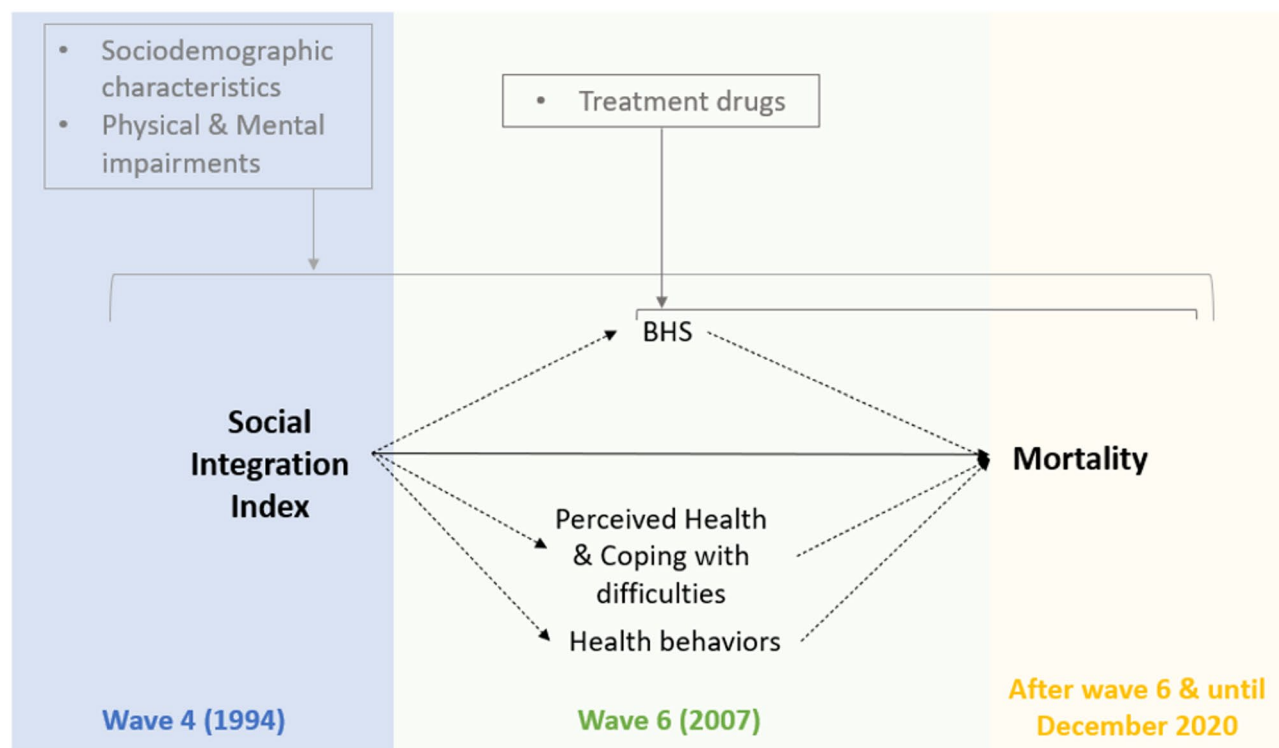 • Sociodemographic
characteristics
• Physical & Mental
impairments
• Treatment drugs
BHS
Social
Integration
Index
Mortality
Perceived Health
& Coping with
difficulties
Health behaviors
Wave 4 (1994)
Wave 6 (2007)
After wave 6 & until
December 2020